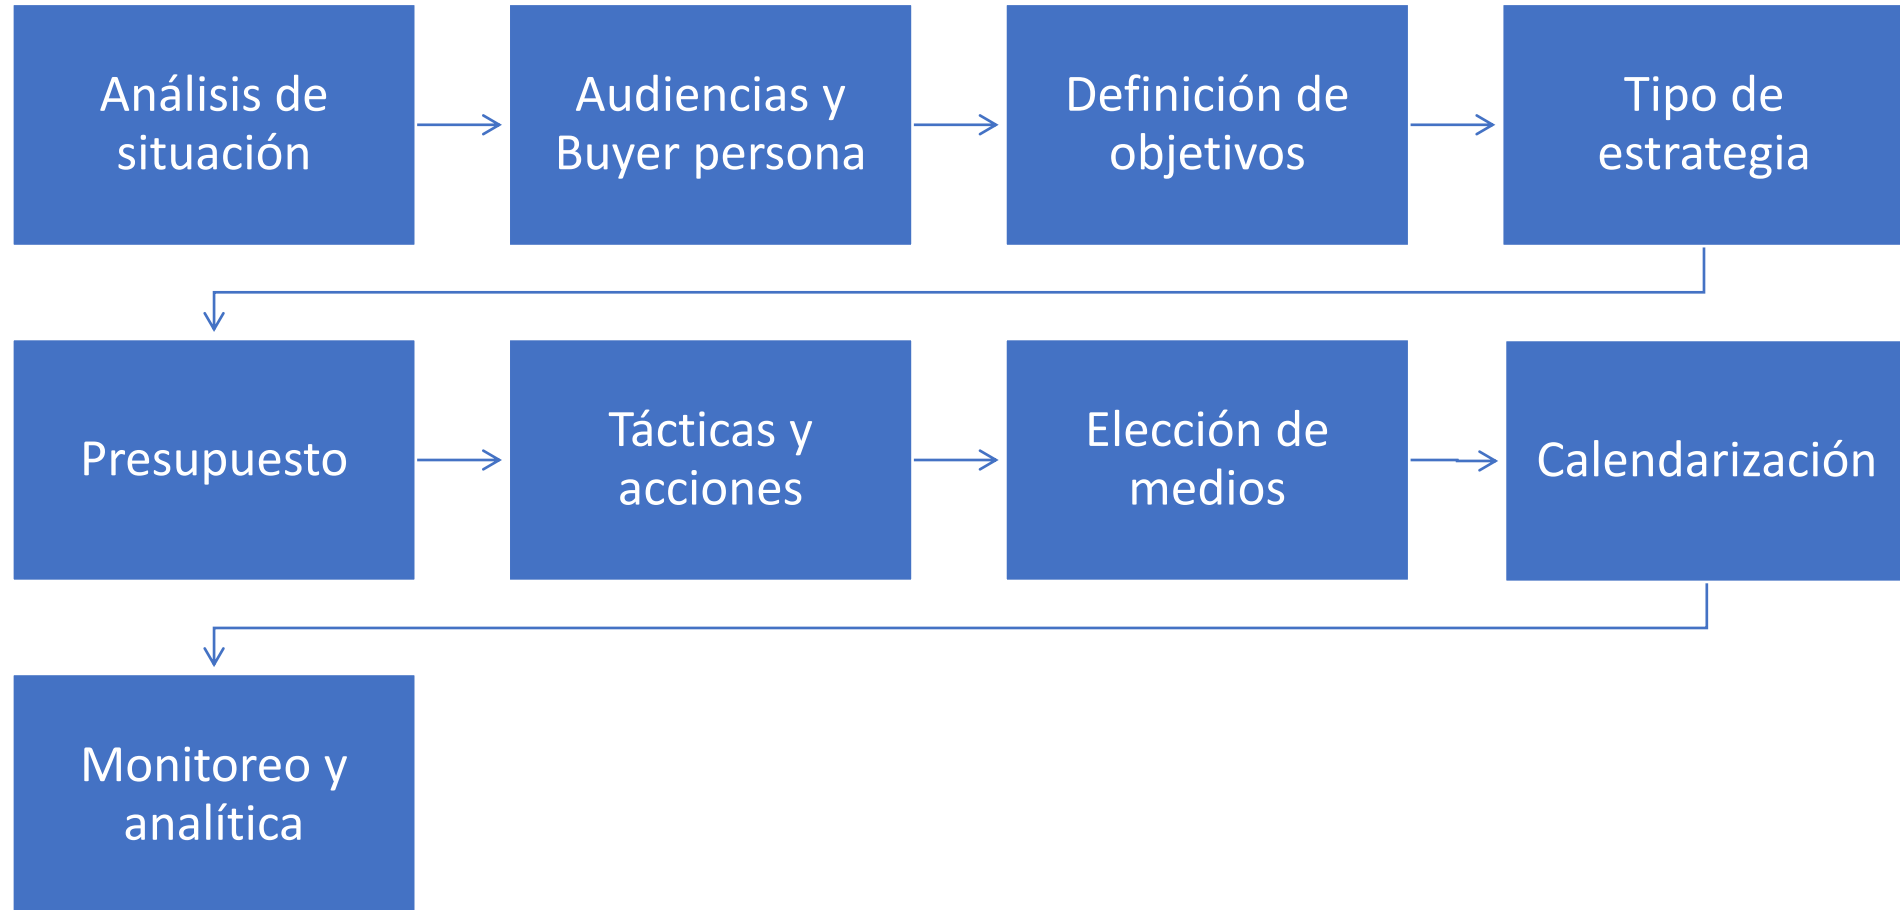 Análisis de
situación
Audiencias y
Buyer persona
Definición de
objetivos
Tipo de
estrategia
Presupuesto
Tácticas y
acciones
Elección de
medios
Calendarización
Monitoreo y
analítica